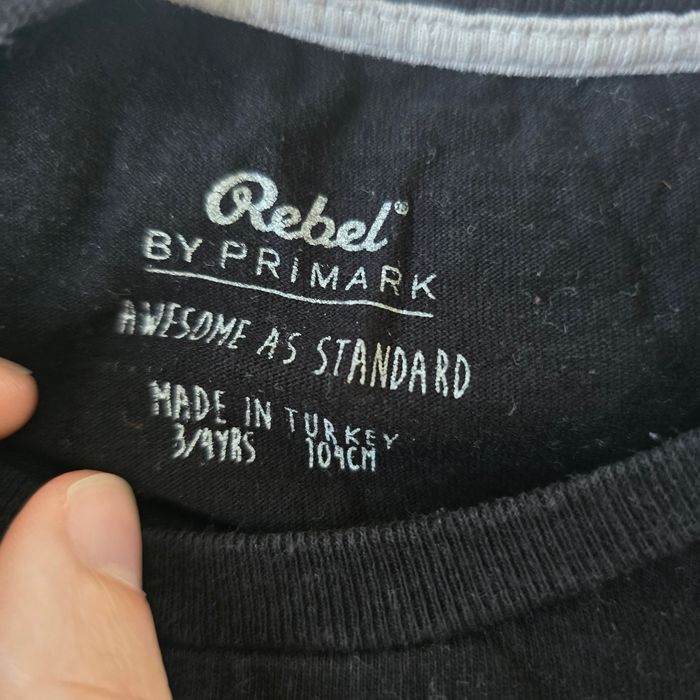 Rebel®
BY PRIMARK
AWESOME AS STANDARD
MADE IN TURKEY
3/4YRS 104CM